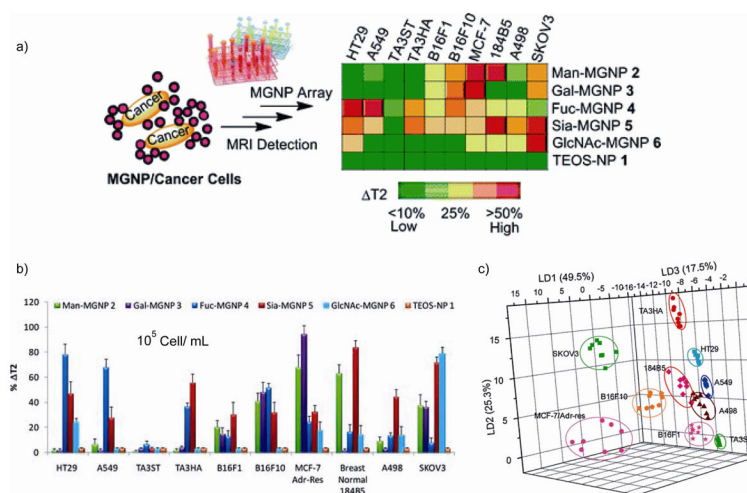 a)
HT29
A549
TA3ST
TA3HA
B16F1
B16F10
MCF-7
184B5
A498
SKOV3
MGNP Array
MRI Detection
Cancer
Cancer
MGNP/Cancer Cells
Man-MGNP 2
Gal-MGNP 3
Fuc-MGNP 4
Sia-MGNP 5
GlcNAc-MGNP 6
TEOS-NP 1
ΔT2
<10% 25% >50%
Low High
b)
Man-MGNP 2 Gal-MGNP 3 Fuc-MGNP 4 Sia-MGNP 5 GlcNAc-MGNP 6 TEOS-NP 1
10⁵ Cell/ mL
% ΔT2
120
100
80
60
40
20
0
HT29 A549 TA3ST TA3HA B16F1 B16F10 MCF-7 Breast A498 SKOV3
Adr-Res Normal
184B5
c)
LD1 (49.5%)
LD3 (17.5%)
15 10 5 0 -5 -10
-16 -14 -12 -10 -8 -6 -4 -2 0
LD2 (25.3%)
15
10
5
0
TA3HA
SKOV3
HT29
184B5
A549
B16F10
A498
MCF-7/Adr-res
B16F1
TA3ST